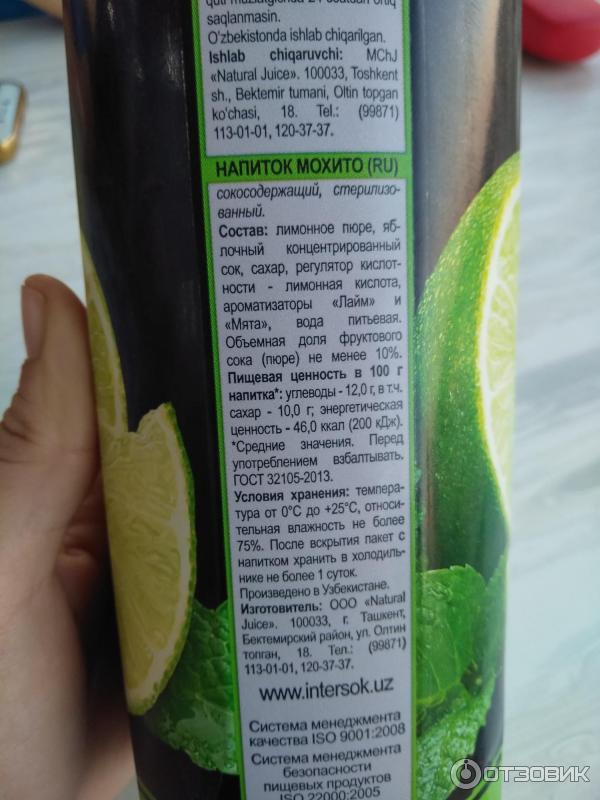 saqlanmasin.
O'zbekistonda ishlab chiqarilgan.
Ishlab chiqaruvchi: MChJ
«Natural Juice». 100033, Toshkent
sh., Bektemir tumani, Oltin topgan
ko'chasi, 18. Tel.: (99871)
113-01-01, 120-37-37.
НАПИТОК МОХИТО (RU)
сокосодержащий, стерилизо-
ванный.
Состав: лимонное пюре, яб-
лочный концентрированный
сок, сахар, регулятор кислот-
ности - лимонная кислота,
ароматизаторы «Лайм» и
«Мята», вода питьевая.
Объемная доля фруктового
сока (пюре) не менее 10%.
Пищевая ценность в 100 г
напитка*: углеводы - 12,0 г, в т.ч.
сахар - 10,0 г; энергетическая
ценность - 46,0 ккал (200 кДж).
*Средние значения. Перед
употреблением взбалтывать.
ГОСТ 32105-2013.
Условия хранения: темпера-
тура от 0°С до +25°С, относи-
тельная влажность не более
75%. После вскрытия пакет с
напитком хранить в холодиль-
нике не более 1 суток.
Произведено в Узбекистане.
Изготовитель: ООО «Natural
Juice». 100033, г. Ташкент,
Бектемирский район, ул. Олтин
топган, 18. Тел.: (99871)
113-01-01, 120-37-37.
www.intersok.uz
Система менеджмента
качества ISO 9001:2008
Система менеджмента
безопасности
пищевых продуктов
ISO 22000:2005
ОТЗОВИК